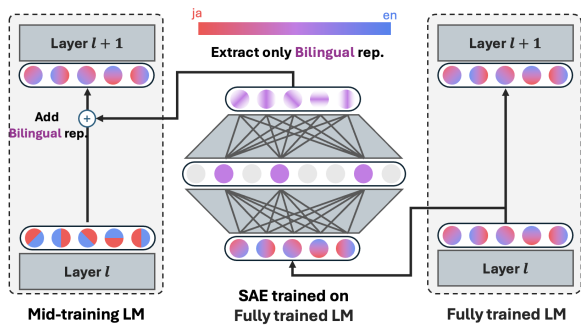 ja
en
Extract only Bilingual rep.
Layer l + 1
Add
Bilingual rep.
+
Layer l
Mid-training LM
SAE trained on
Fully trained LM
Layer l + 1
Layer l
Fully trained LM